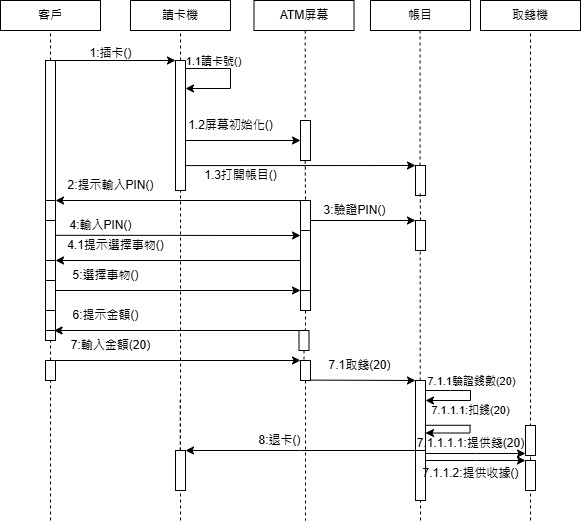 客戶
讀卡機
ATM屏幕
帳目
取錢機
1:插卡()
1.1讀卡號()
1.2屏幕初始化()
1.3打開帳目()
2:提示輸入PIN()
3:驗證PIN()
4:輸入PIN()
4.1提示選擇事物()
5:選擇事物()
6:提示金額()
7:輸入金額(20)
7.1取錢(20)
7.1.1驗證錢數(20)
7.1.1.1:扣錢(20)
8:退卡()
7.1.1.1.1:提供錢(20)
7.1.1.2:提供收據()